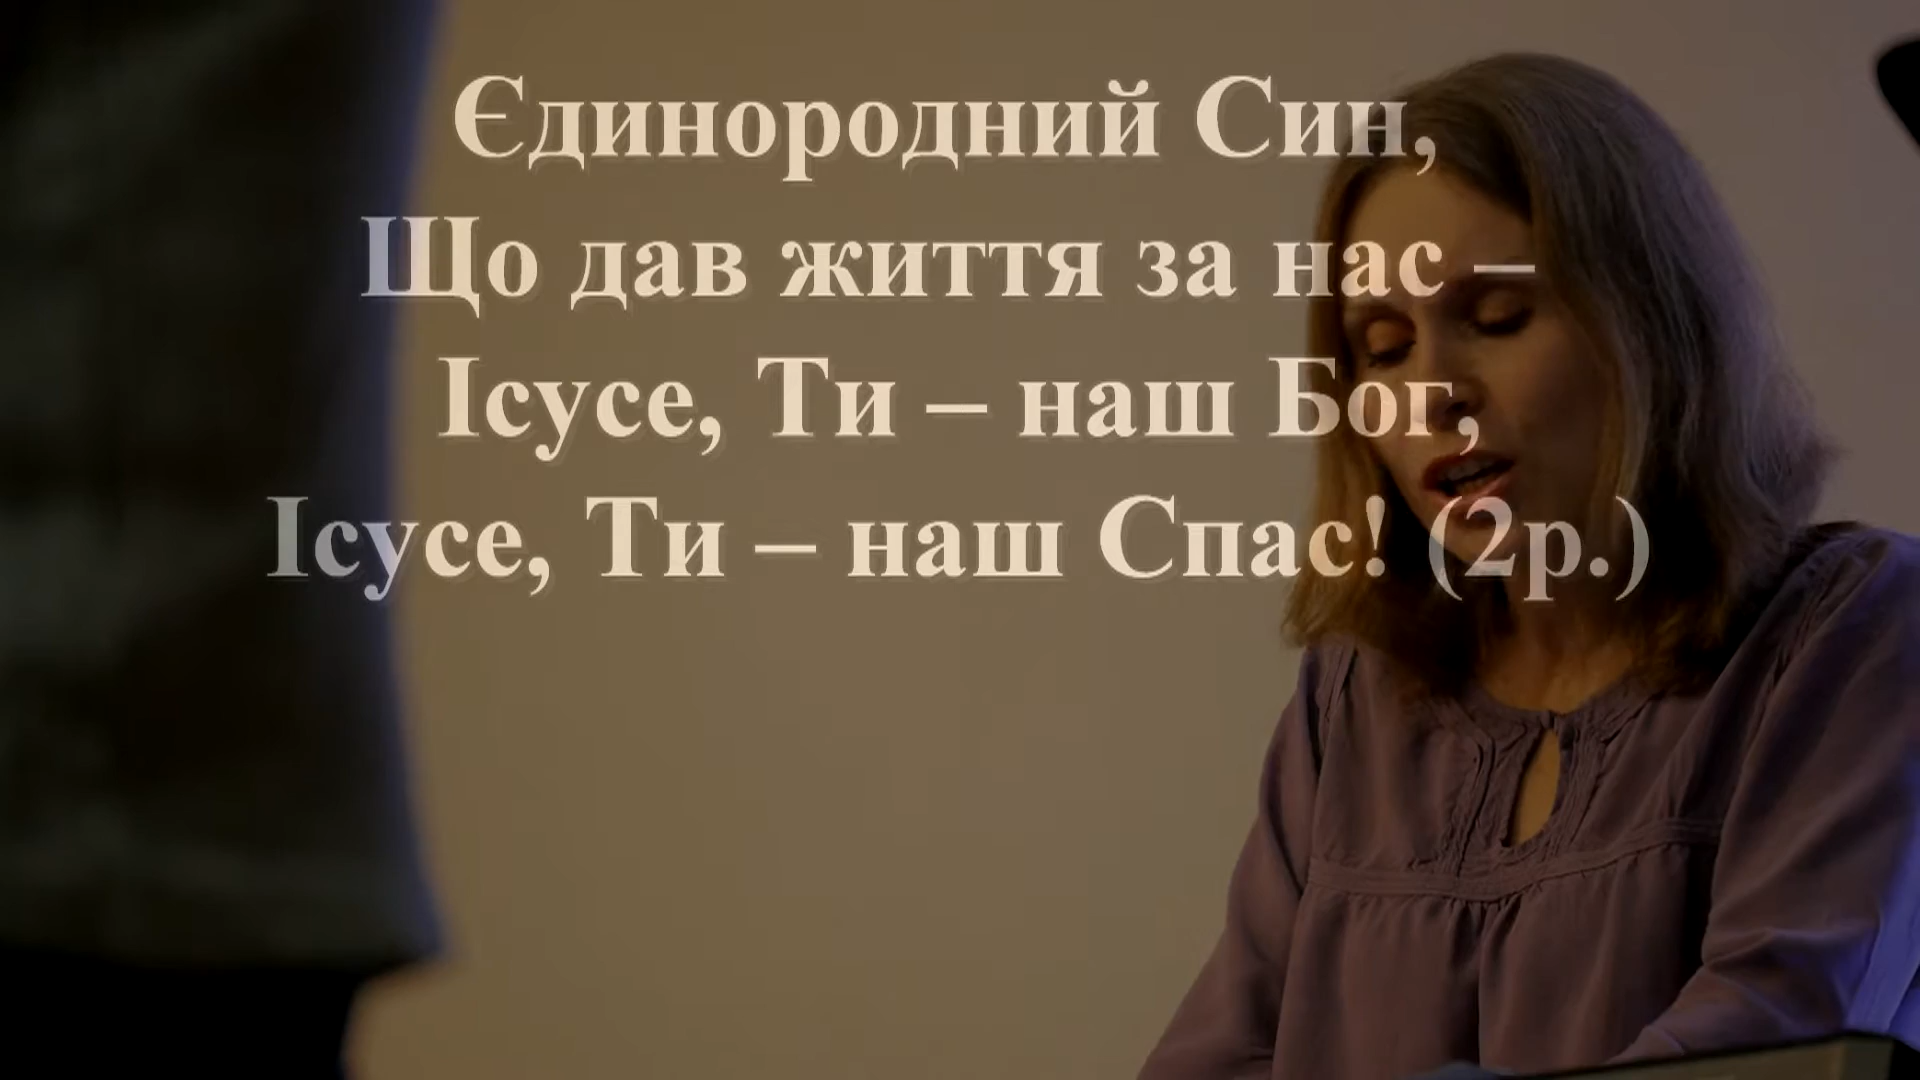 Єдинородний Син,
Що дав життя за нас –
Ісусе, Ти – наш Бог,
Ісусе, Ти – наш Спас! (2р.)